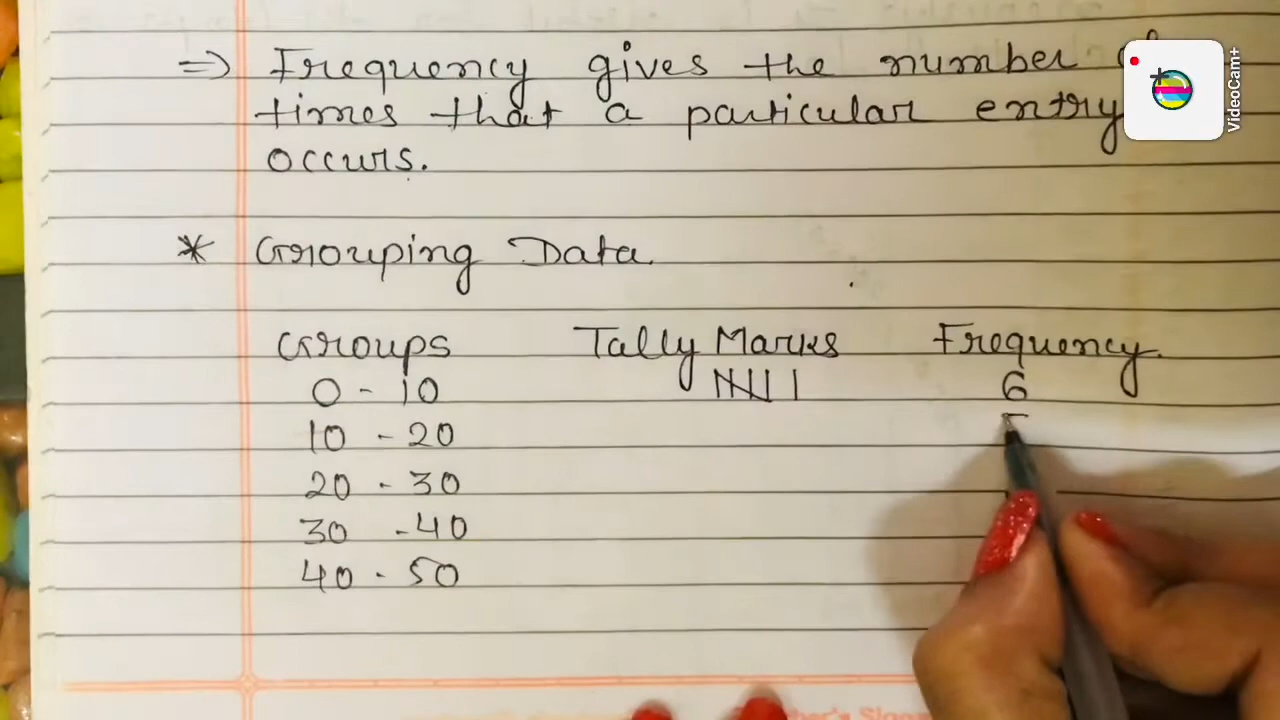 => Frequency gives the number
times that a particular entry
occurs.
* Grouping Data.
Groups Tally Marks Frequency.
0 - 10 |||| | 6
10 - 20
20 - 30
30 - 40
40 - 50
VideoCam+